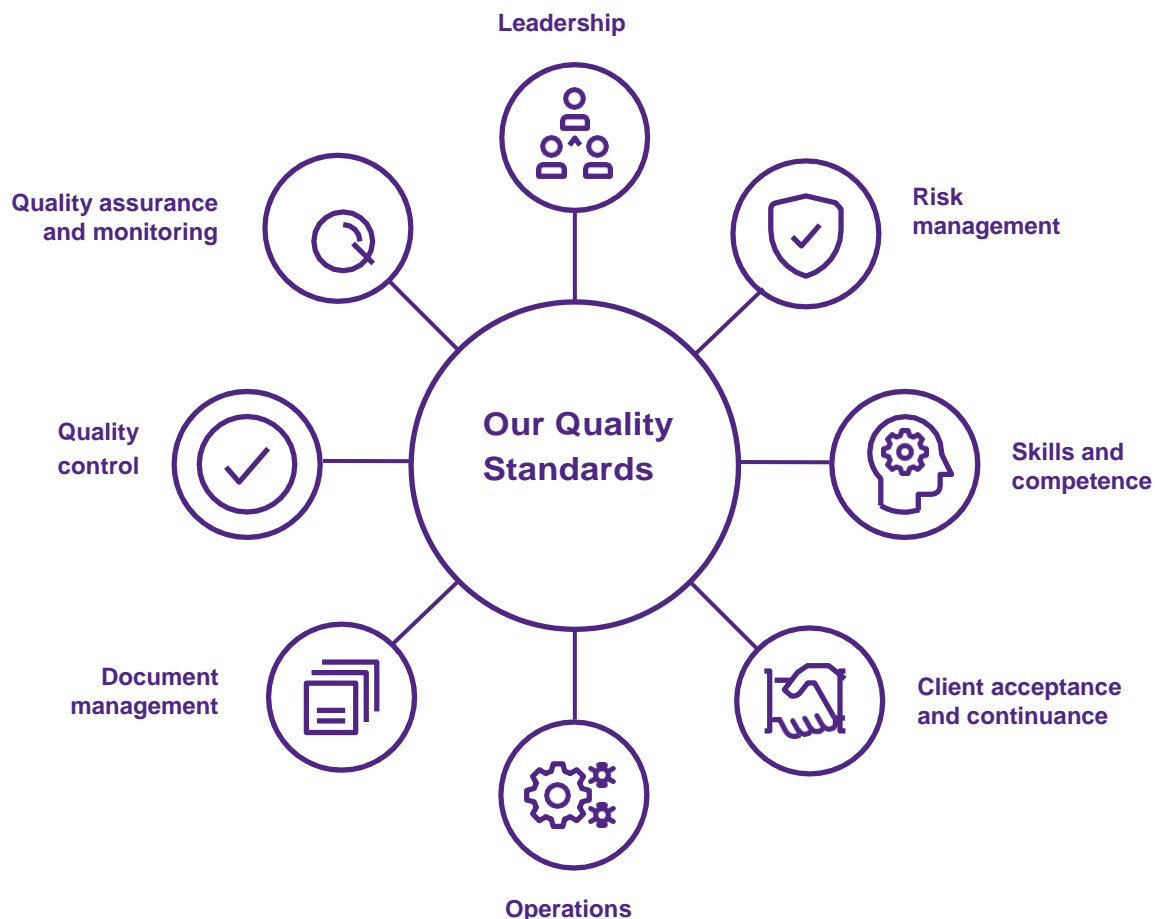 Leadership
Risk
management
Skills and
competence
Client acceptance
and continuance
Operations
Document
management
Quality
control
Quality assurance
and monitoring
Our Quality
Standards